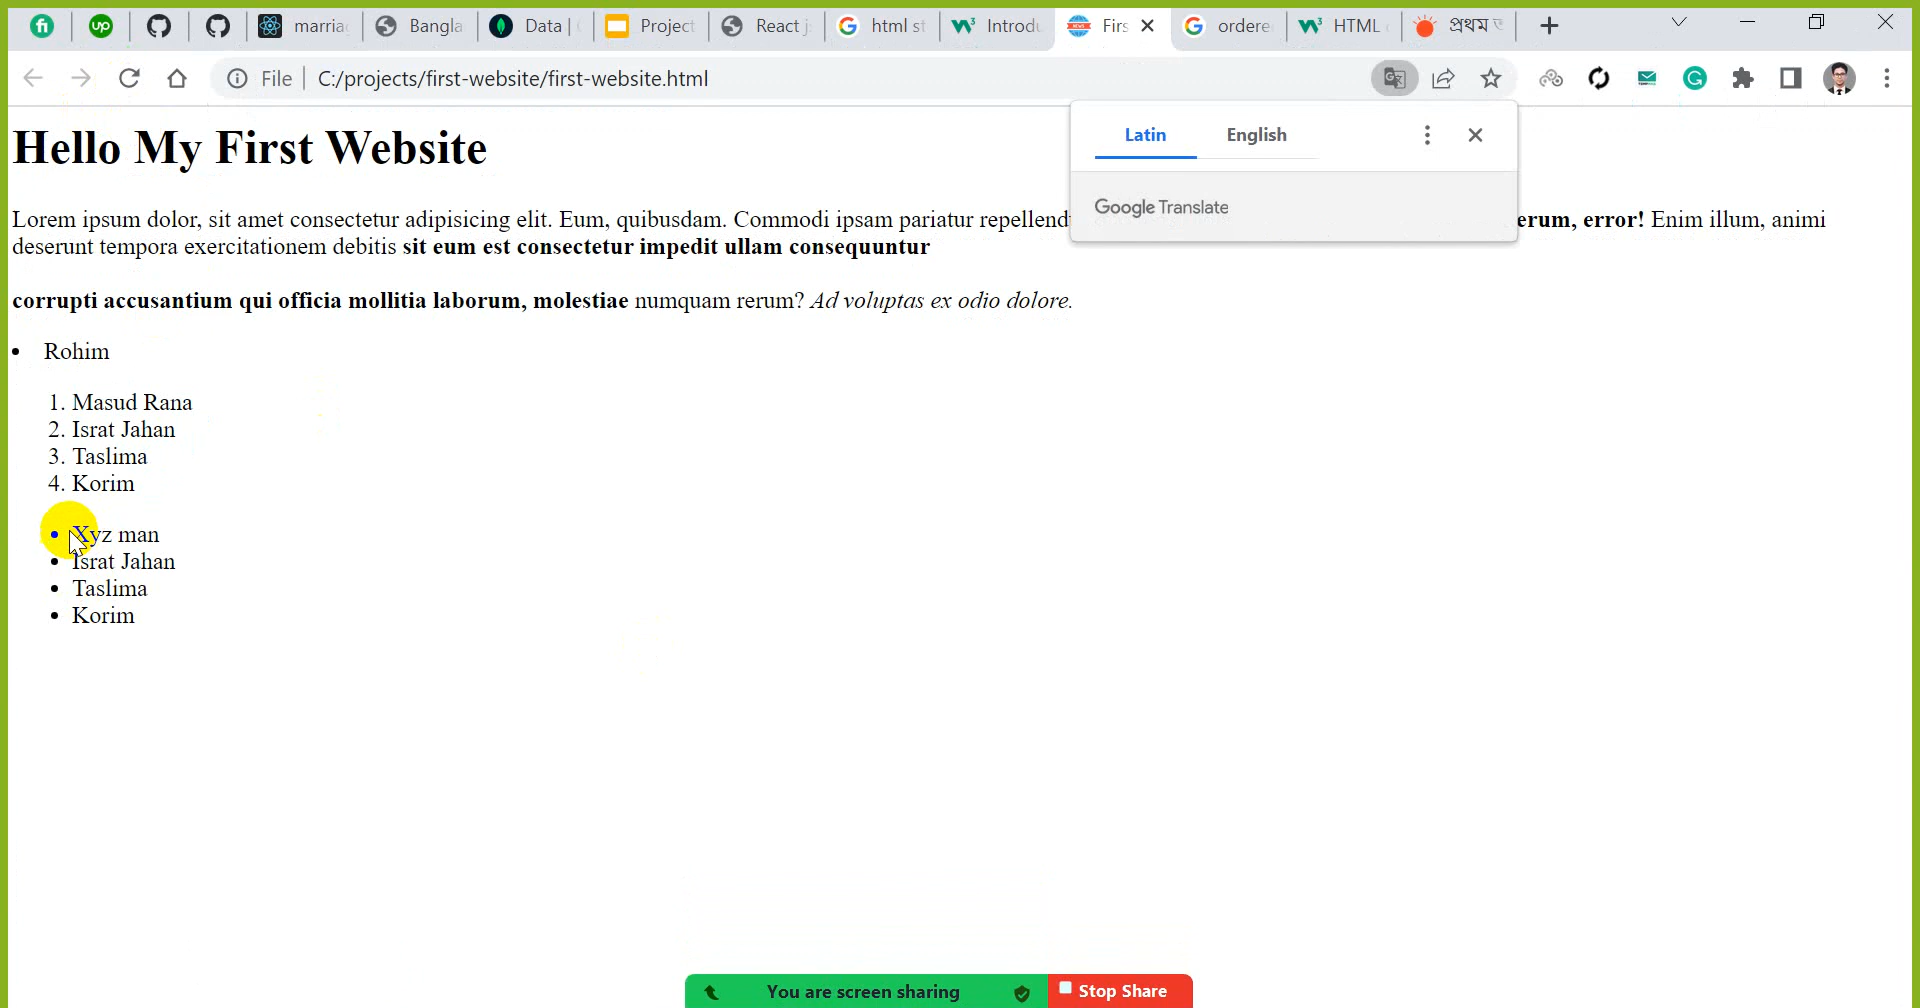 marria
Bangla
Data |
Project
React j
html st
Introdu
Firs
ordere
HTML
প্রথম
File
C:/projects/first-website/first-website.html
Latin
English
Google Translate
Hello My First Website
Lorem ipsum dolor, sit amet consectetur adipisicing elit. Eum, quibusdam. Commodi ipsam pariatur repellend erum, error! Enim illum, animi
deserunt tempora exercitationem debitis sit eum est consectetur impedit ullam consequuntur
corrupti accusantium qui officia mollitia laborum, molestiae numquam rerum? Ad voluptas ex odio dolore.
• Rohim
1. Masud Rana
2. Israt Jahan
3. Taslima
4. Korim
• Xyz man
• Israt Jahan
• Taslima
• Korim
You are screen sharing
Stop Share